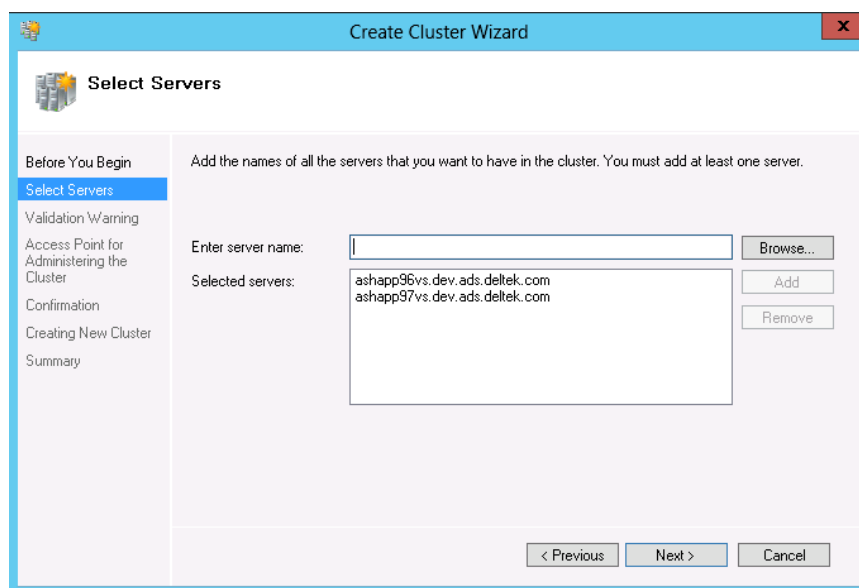 Create Cluster Wizard
x
Select Servers
Before You Begin
Select Servers
Validation Warning
Access Point for
Administering the
Cluster
Confirmation
Creating New Cluster
Summary
Add the names of all the servers that you want to have in the cluster. You must add at least one server.
Enter server name:
Browse...
Selected servers:
ashapp96vs.dev.ads.deltek.com
ashapp97vs.dev.ads.deltek.com
Add
Remove
< Previous
Next >
Cancel